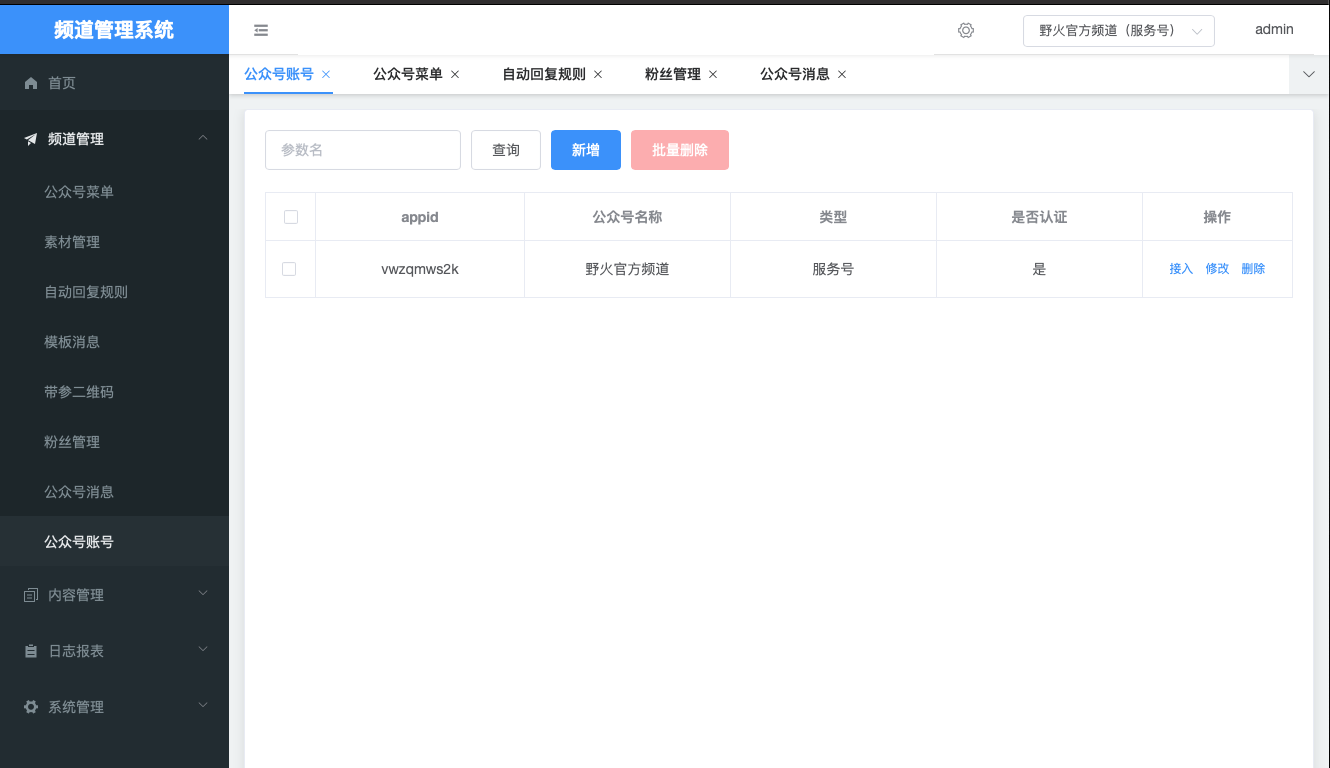 频道管理系统
野火官方频道（服务号）
admin
首页
频道管理
公众号菜单
素材管理
自动回复规则
模板消息
带参二维码
粉丝管理
公众号消息
公众号账号
内容管理
日志报表
系统管理
公众号账号 公众号菜单 自动回复规则 粉丝管理 公众号消息
参数名 查询 新增 批量删除
appid 公众号名称 类型 是否认证 操作
vwzqmws2k 野火官方频道 服务号 是 接入 修改 删除